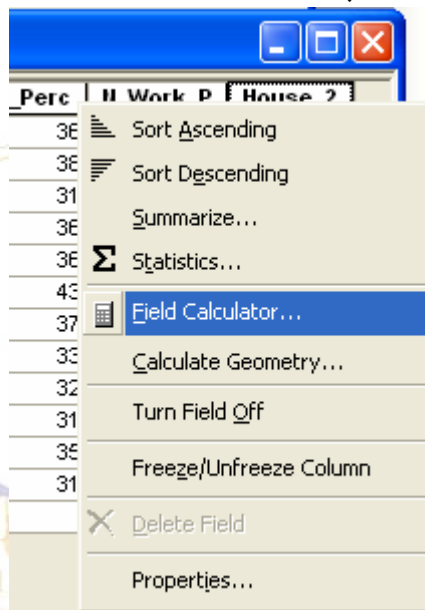 _Perc N_Work_P House_2
36 Sort Ascending
38 Sort Descending
31 Summarize...
36
36 Σ Statistics...
43
37 Field Calculator...
33 Calculate Geometry...
32
31 Turn Field Off
35
31 Freeze/Unfreeze Column
Delete Field
Properties...